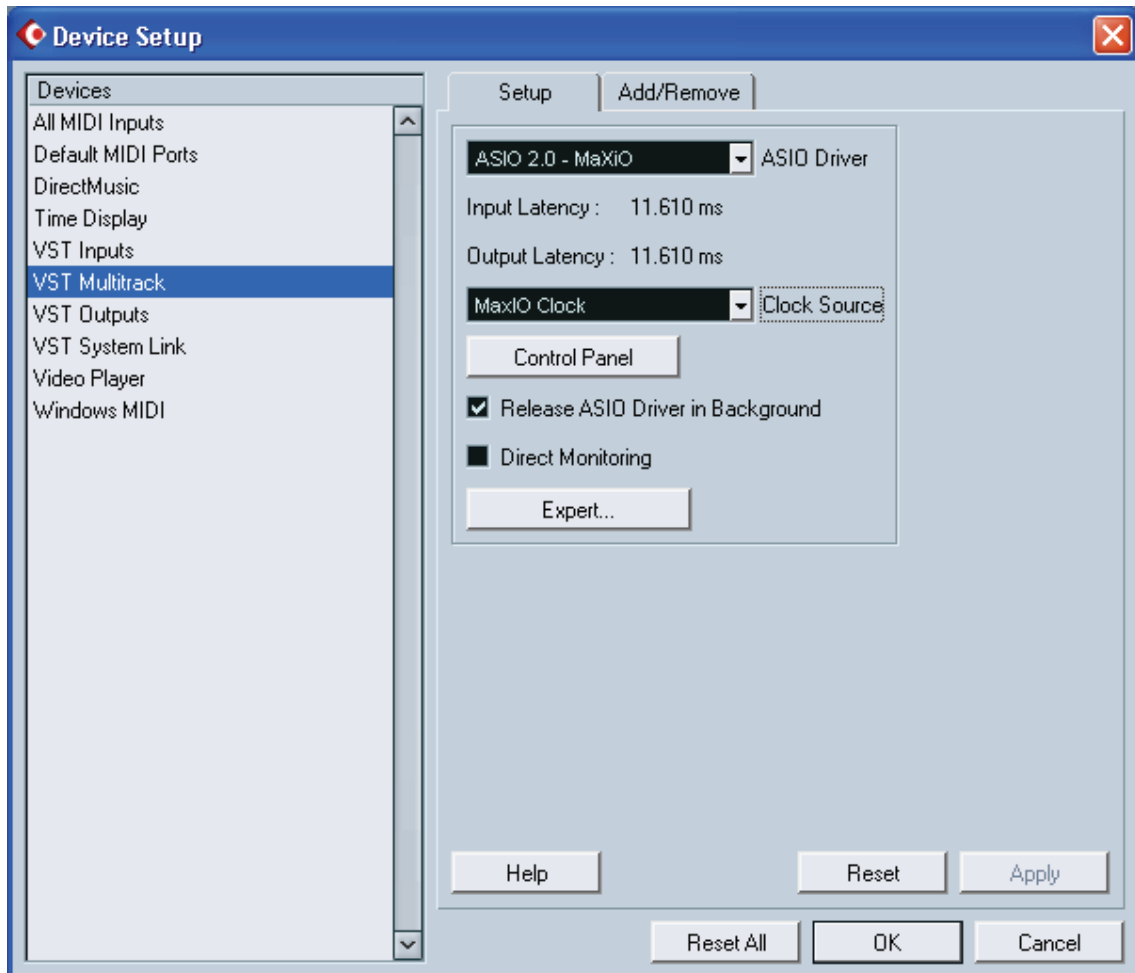 Device Setup
Devices
All MIDI Inputs
Default MIDI Ports
DirectMusic
Time Display
VST Inputs
VST Multitrack
VST Outputs
VST System Link
Video Player
Windows MIDI
Setup
Add/Remove
ASIO 2.0 - MaXiO ASIO Driver
Input Latency : 11.610 ms
Output Latency : 11.610 ms
MaxIO Clock Clock Source
Control Panel
Release ASIO Driver in Background
Direct Monitoring
Expert...
Help Reset Apply
Reset All OK Cancel